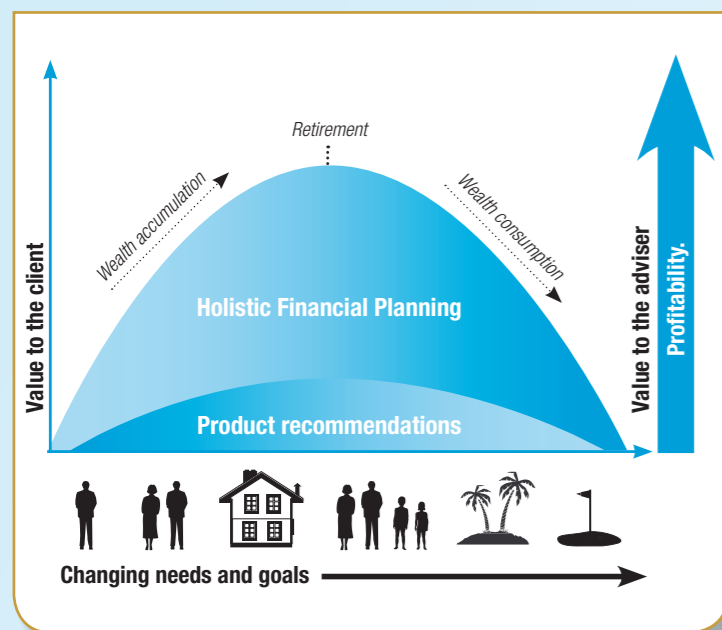 Retirement
Wealth accumulation
Wealth consumption
Value to the client
Holistic Financial Planning
Product recommendations
Value to the adviser
Profitability.
Changing needs and goals